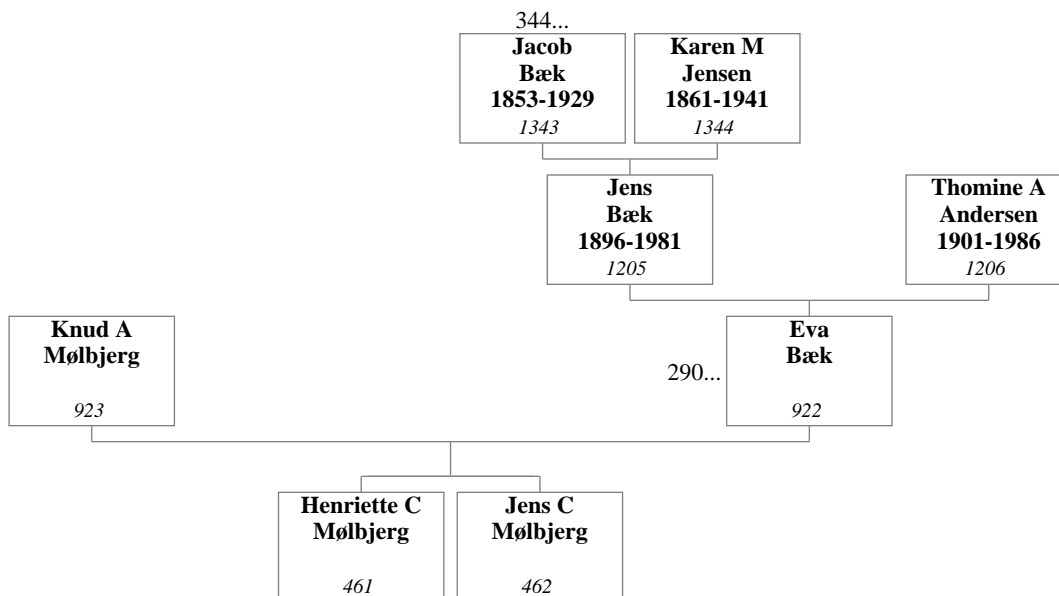 344...
Jacob
Bæk
1853-1929
1343
Karen M
Jensen
1861-1941
1344
Jens
Bæk
1896-1981
1205
Thomine A
Andersen
1901-1986
1206
Knud A
Mølbjerg
923
290...
Eva
Bæk
922
Henriette C
Mølbjerg
461
Jens C
Mølbjerg
462